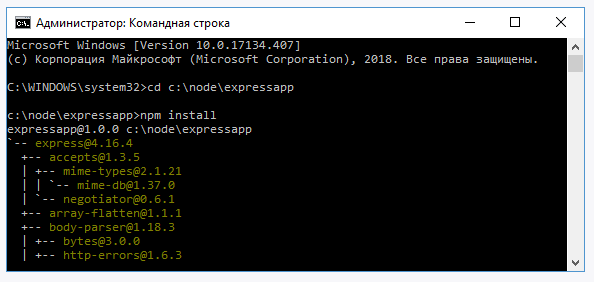 Администратор: Командная строка
Microsoft Windows [Version 10.0.17134.407]
(c) Корпорация Майкрософт (Microsoft Corporation), 2018. Все права защищены.
C:\WINDOWS\system32>cd c:\node\expressapp
c:\node\expressapp>npm install
expressapp@1.0.0 c:\node\expressapp
`-- express@4.16.4
  +-- accepts@1.3.5
  | +-- mime-types@2.1.21
  | | `-- mime-db@1.37.0
  | `-- negotiator@0.6.1
  +-- array-flatten@1.1.1
  +-- body-parser@1.18.3
  | +-- bytes@3.0.0
  | +-- http-errors@1.6.3